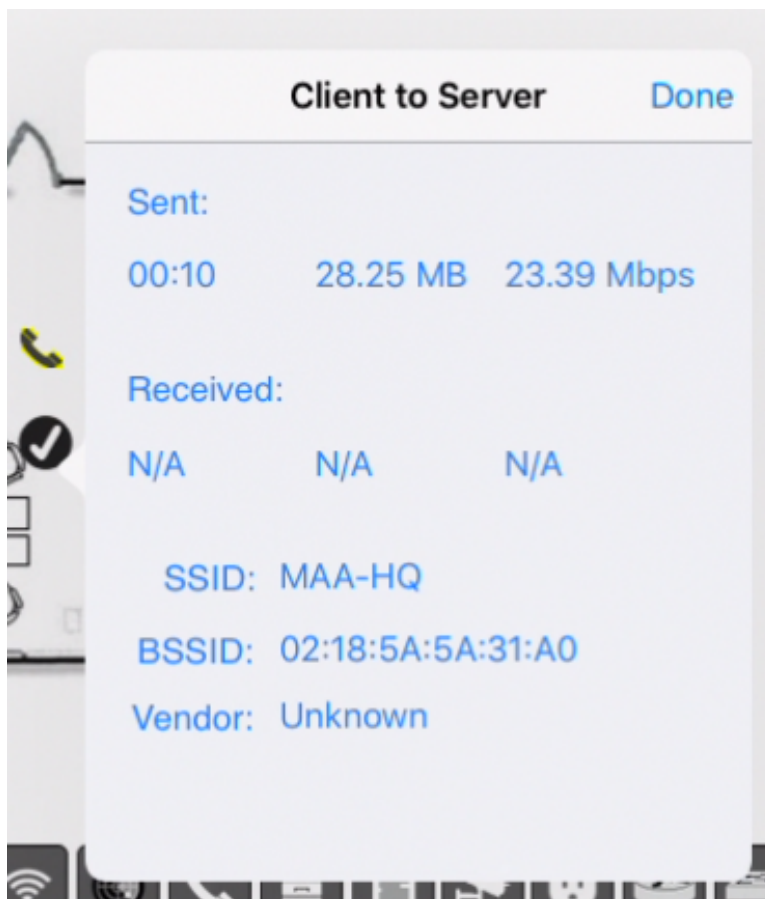 Client to Server Done
Sent:
00:10 28.25 MB 23.39 Mbps
Received:
N/A N/A N/A
SSID: MAA-HQ
BSSID: 02:18:5A:5A:31:A0
Vendor: Unknown